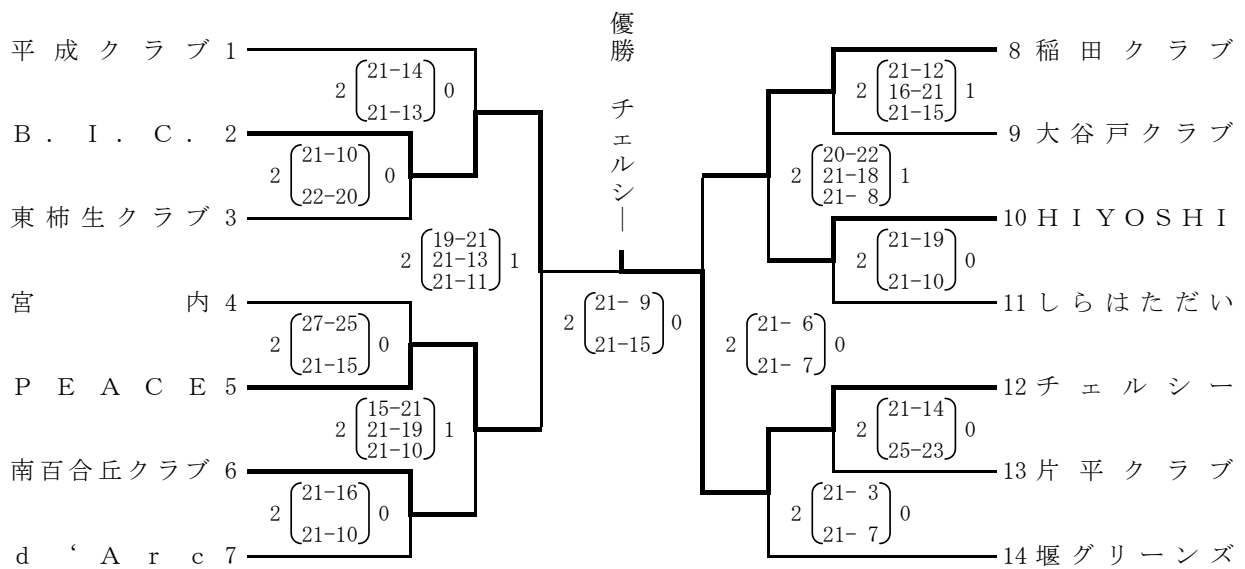 優勝 チェルシー
平成クラブ 1
2 21-14 21-13 0
B.I.C. 2
2 21-10 22-20 0
東柿生クラブ 3
2 19-21 21-13 21-11 1
宮内 4
2 27-25 21-15 0
PEACE 5
2 15-21 21-19 21-10 1
南百合丘クラブ 6
2 21-16 21-10 0
d‘Arc 7
2 21- 9 21-15 0
8 稲田クラブ
2 21-12 16-21 21-15 1
9 大谷戸クラブ
2 20-22 21-18 21- 8 1
10 HIYOSHI
2 21-19 21-10 0
11 しらはただい
2 21- 6 21- 7 0
12 チェルシー
2 21-14 25-23 0
13 片平クラブ
2 21- 3 21- 7 0
14 堰グリーンズ